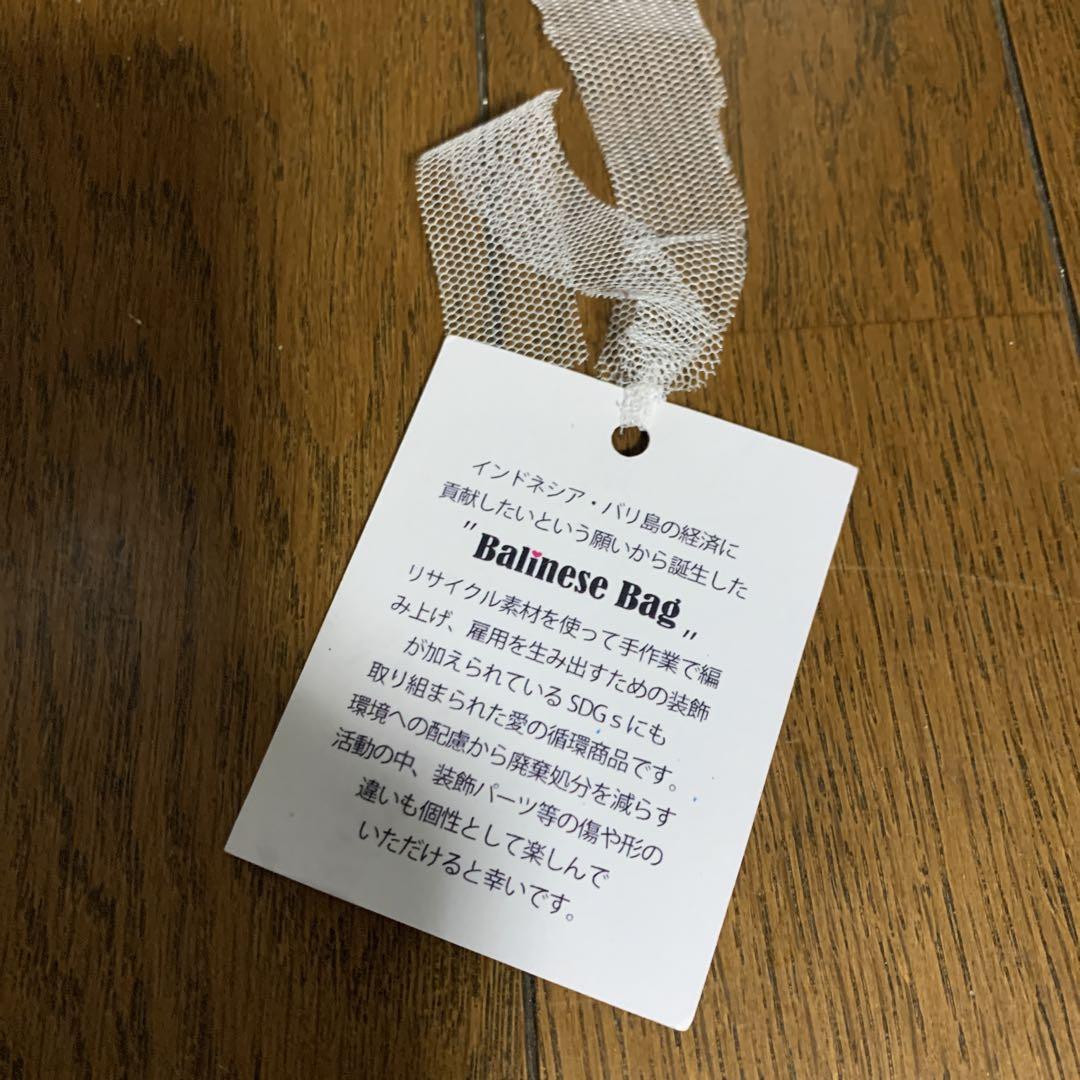 インドネシア・バリ島の経済に
貢献したいという願いから誕生した
"Balinese Bag"
リサイクル素材を使って手作業で編
み上げ、雇用を生み出すための装飾
が加えられているSDGsにも
取り組まれた愛の循環商品です。
環境への配慮から廃棄処分を減らす
活動の中、装飾パーツ等の傷や形の
違いも個性として楽しんで
いただけると幸いです。